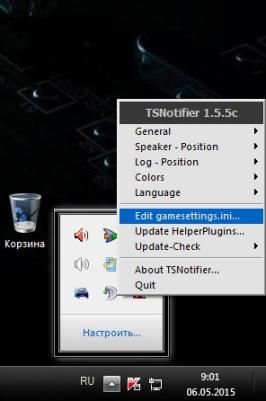 TSNotifier 1.5.5c
General
Speaker - Position
Log - Position
Colors
Language
Edit gamesettings.ini...
Update HelperPlugins...
Update-Check
About TSNotifier...
Quit
Корзина
Настроить...
RU
9:01
06.05.2015